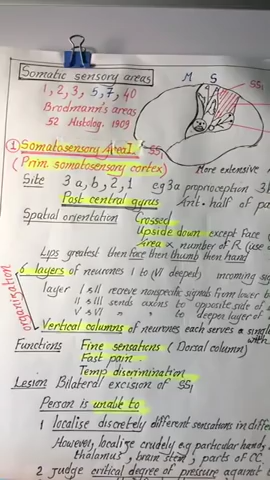 Somatic sensory areas
M S SS1
1, 2, 3, 5, 7, 40
Brodmann's areas
52 Histolog. 1909
1 Somatosensory Area 1 SS1
(Prim. somatosensory cortex)
More extensive
Site 3 a, b, 2, 1 eg 3a proprioception 3b
Post central gyrus Ant. half of pa
Spatial orientation Crossed
Upside down except Face
Area ∝ number of R (use
Lips greatest then face then thumb then hand
6 layers of neurones I to VI (deeper) incoming sig
layer I & II receive nonspecific signals from lower b
II & III sends axons to opposite side of
V & VI " " to deeper layer of
organization
Vertical columns of neurones each serves a single
with
Functions Fine sensations (Dorsal column)
Fast pain
Temp discrimination
Lesion Bilateral excision of SS1
Person is unable to
1 localise discretely different sensations in diffe
However, localize crudely e.g particular hand,
thalamus, brain stem, parts of CC.
2 Judge critical degree of pressure against